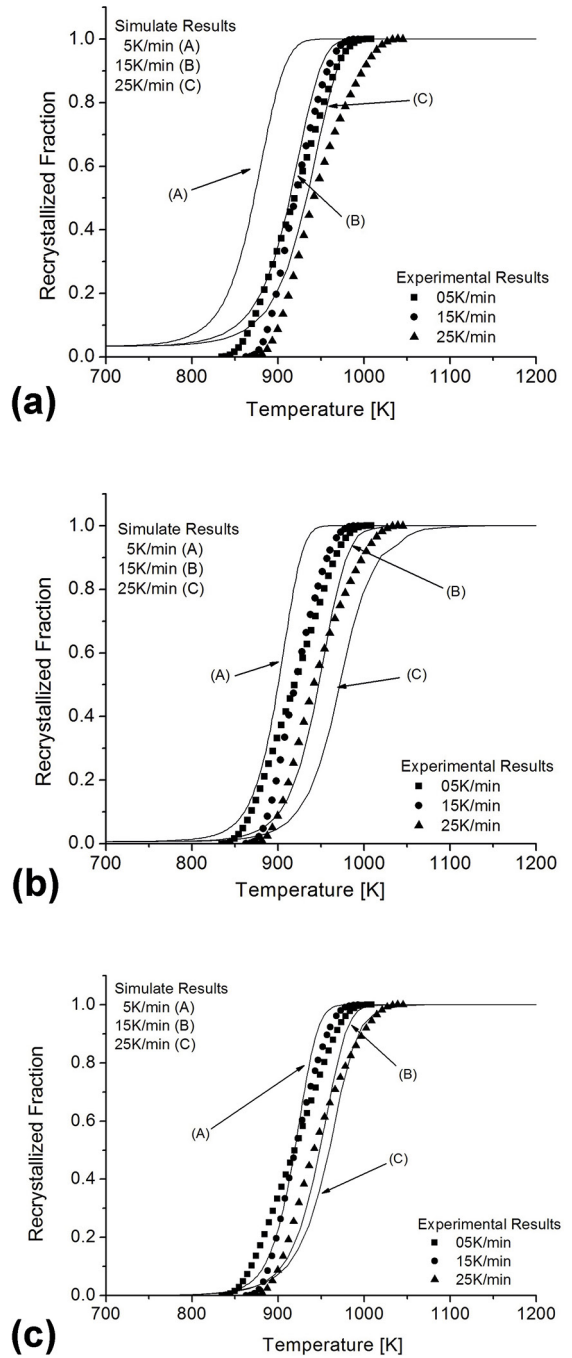 Simulate Results
5K/min (A)
15K/min (B)
25K/min (C)
1.0
0.8
0.6
0.4
0.2
0.0
Recrystallized Fraction
(A)
(B)
(C)
Experimental Results
05K/min
15K/min
25K/min
700
800
900
1000
1100
1200
Temperature [K]
(a)
Simulate Results
5K/min (A)
15K/min (B)
25K/min (C)
1.0
0.8
0.6
0.4
0.2
0.0
Recrystallized Fraction
(B)
(A)
(C)
Experimental Results
05K/min
15K/min
25K/min
700
800
900
1000
1100
1200
Temperature [K]
(b)
Simulate Results
5K/min (A)
15K/min (B)
25K/min (C)
1.0
0.8
0.6
0.4
0.2
0.0
Recrystallized Fraction
(B)
(A)
(C)
Experimental Results
05K/min
15K/min
25K/min
700
800
900
1000
1100
1200
Temperature [K]
(c)